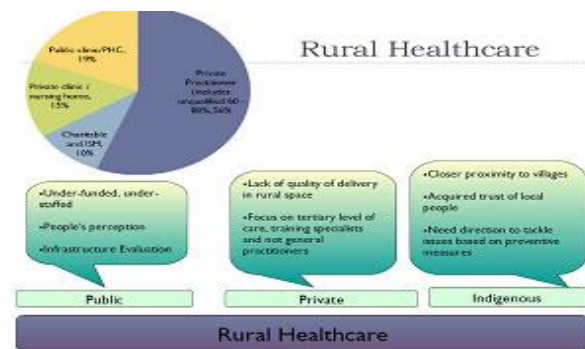 Rural Healthcare
Public clinic/PHC,
19%
Private clinic /
nursing home,
15%
Charitable
and ISM,
10%
Private
Practitioner
(includes
unqualified 60 -
80%, 56%
•Under-funded, under-
staffed
•People's perception
•Infrastructure Evaluation
•Lack of quality of delivery
in rural space
•Focus on tertiary level of
care, training specialists
and not general
practitioners
•Closer proximity to villages
•Acquired trust of local
people
•Need direction to tackle
issues based on preventive
measures
Public
Private
Indigenous
Rural Healthcare